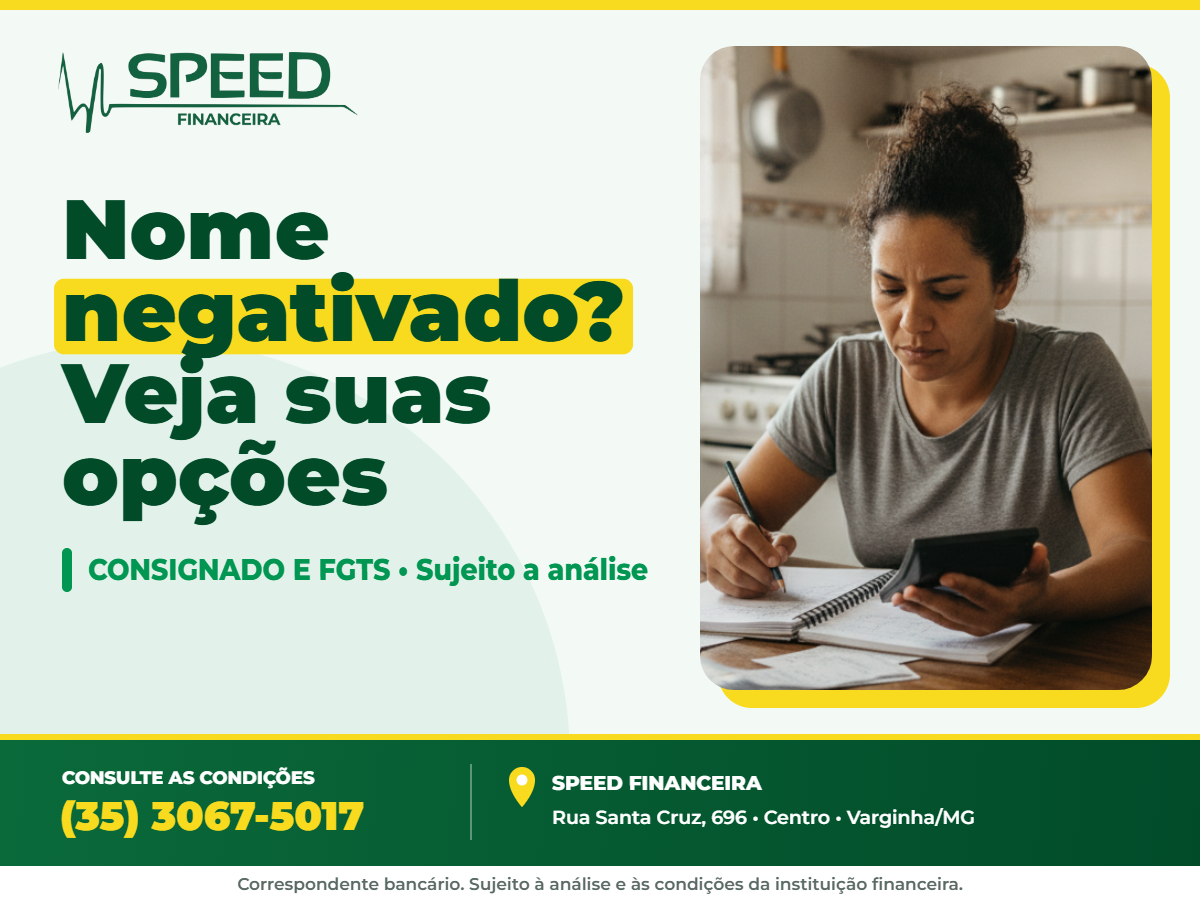 SPEED
FINANCEIRA
Nome
negativado?
Veja suas
opções
CONSIGNADO E FGTS • Sujeito a análise
CONSULTE AS CONDIÇÕES
(35) 3067-5017
SPEED FINANCEIRA
Rua Santa Cruz, 696 • Centro • Varginha/MG
Correspondente bancário. Sujeito à análise e às condições da instituição financeira.